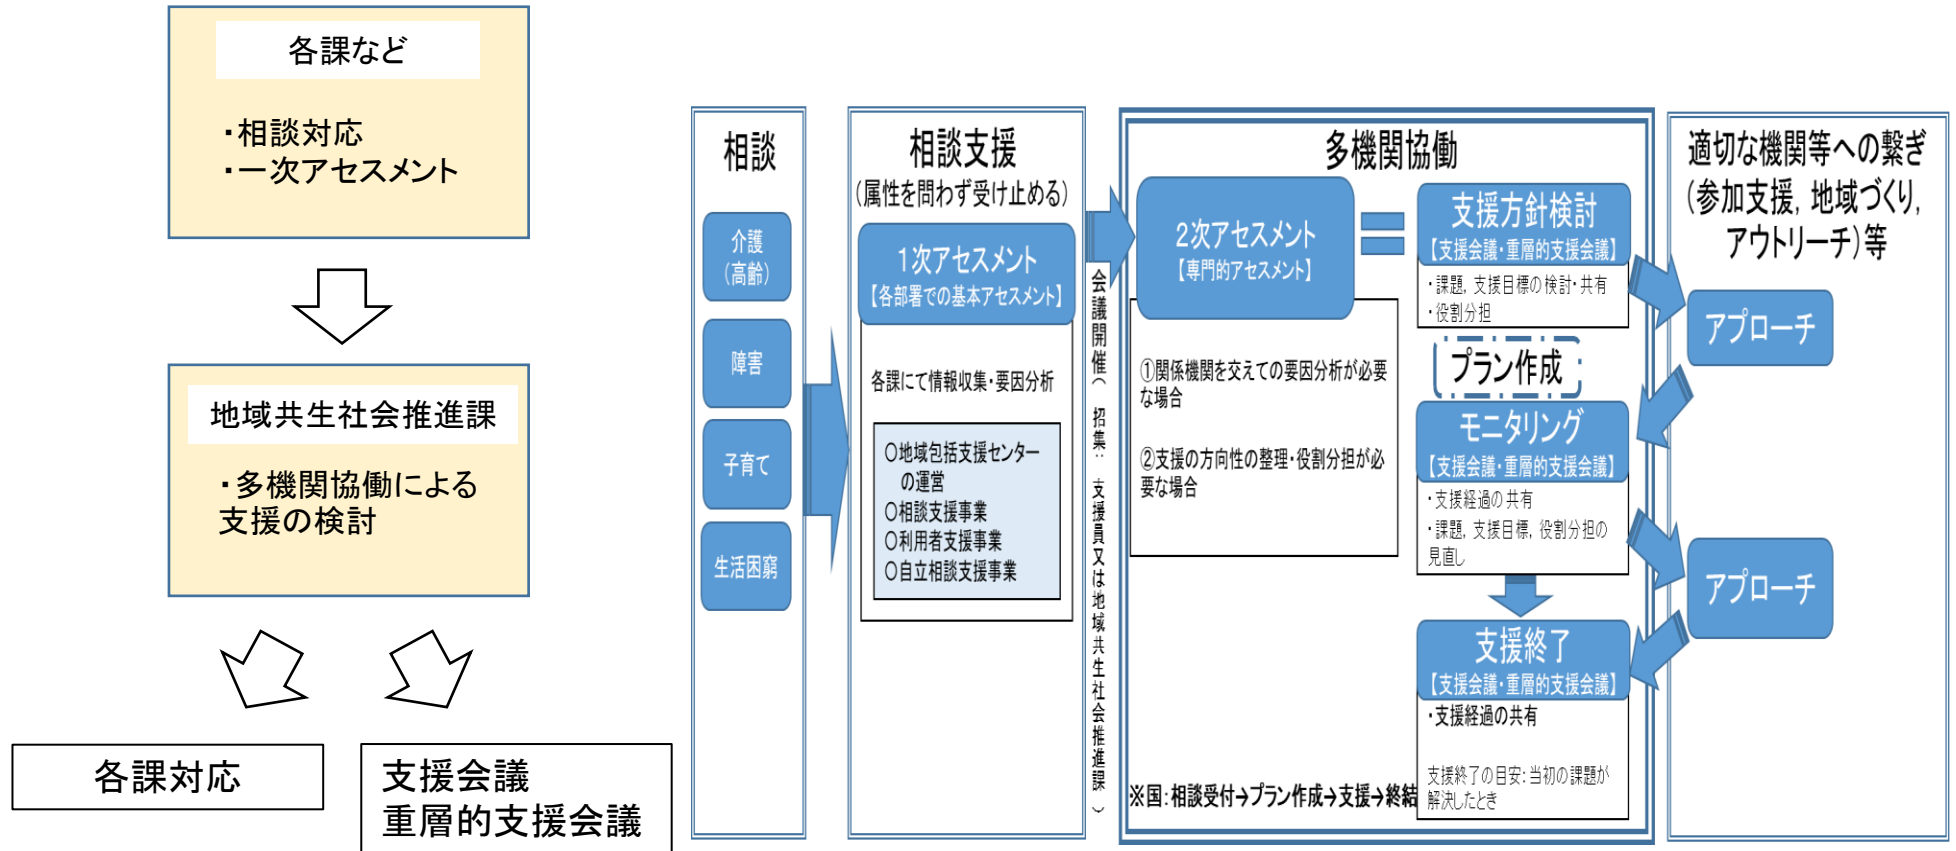 各課など
・相談対応
・一次アセスメント
地域共生社会推進課
・多機関協働による
支援の検討
各課対応
支援会議
重層的支援会議
相談
介護
(高齢)
障害
子育て
生活困窮
相談支援
(属性を問わず受け止める)
1次アセスメント
【各部署での基本アセスメント】
各課にて情報収集・要因分析
○地域包括支援センター
の運営
○相談支援事業
○利用者支援事業
○自立相談支援事業
会議開催(招集:支援員又は地域共生社会推進課)
多機関協働
2次アセスメント
【専門的アセスメント】
①関係機関を交えての要因分析が必要
な場合
②支援の方向性の整理・役割分担が必
要な場合
※国:相談受付→プラン作成→支援→終結
支援方針検討
【支援会議・重層的支援会議】
・課題, 支援目標の検討・共有
・役割分担
プラン作成
モニタリング
【支援会議・重層的支援会議】
・支援経過の共有
・課題, 支援目標, 役割分担の
見直し
支援終了
【支援会議・重層的支援会議】
・支援経過の共有
支援終了の目安:当初の課題が
解決したとき
適切な機関等への繋ぎ
(参加支援, 地域づくり,
アウトリーチ)等
アプローチ
アプローチ